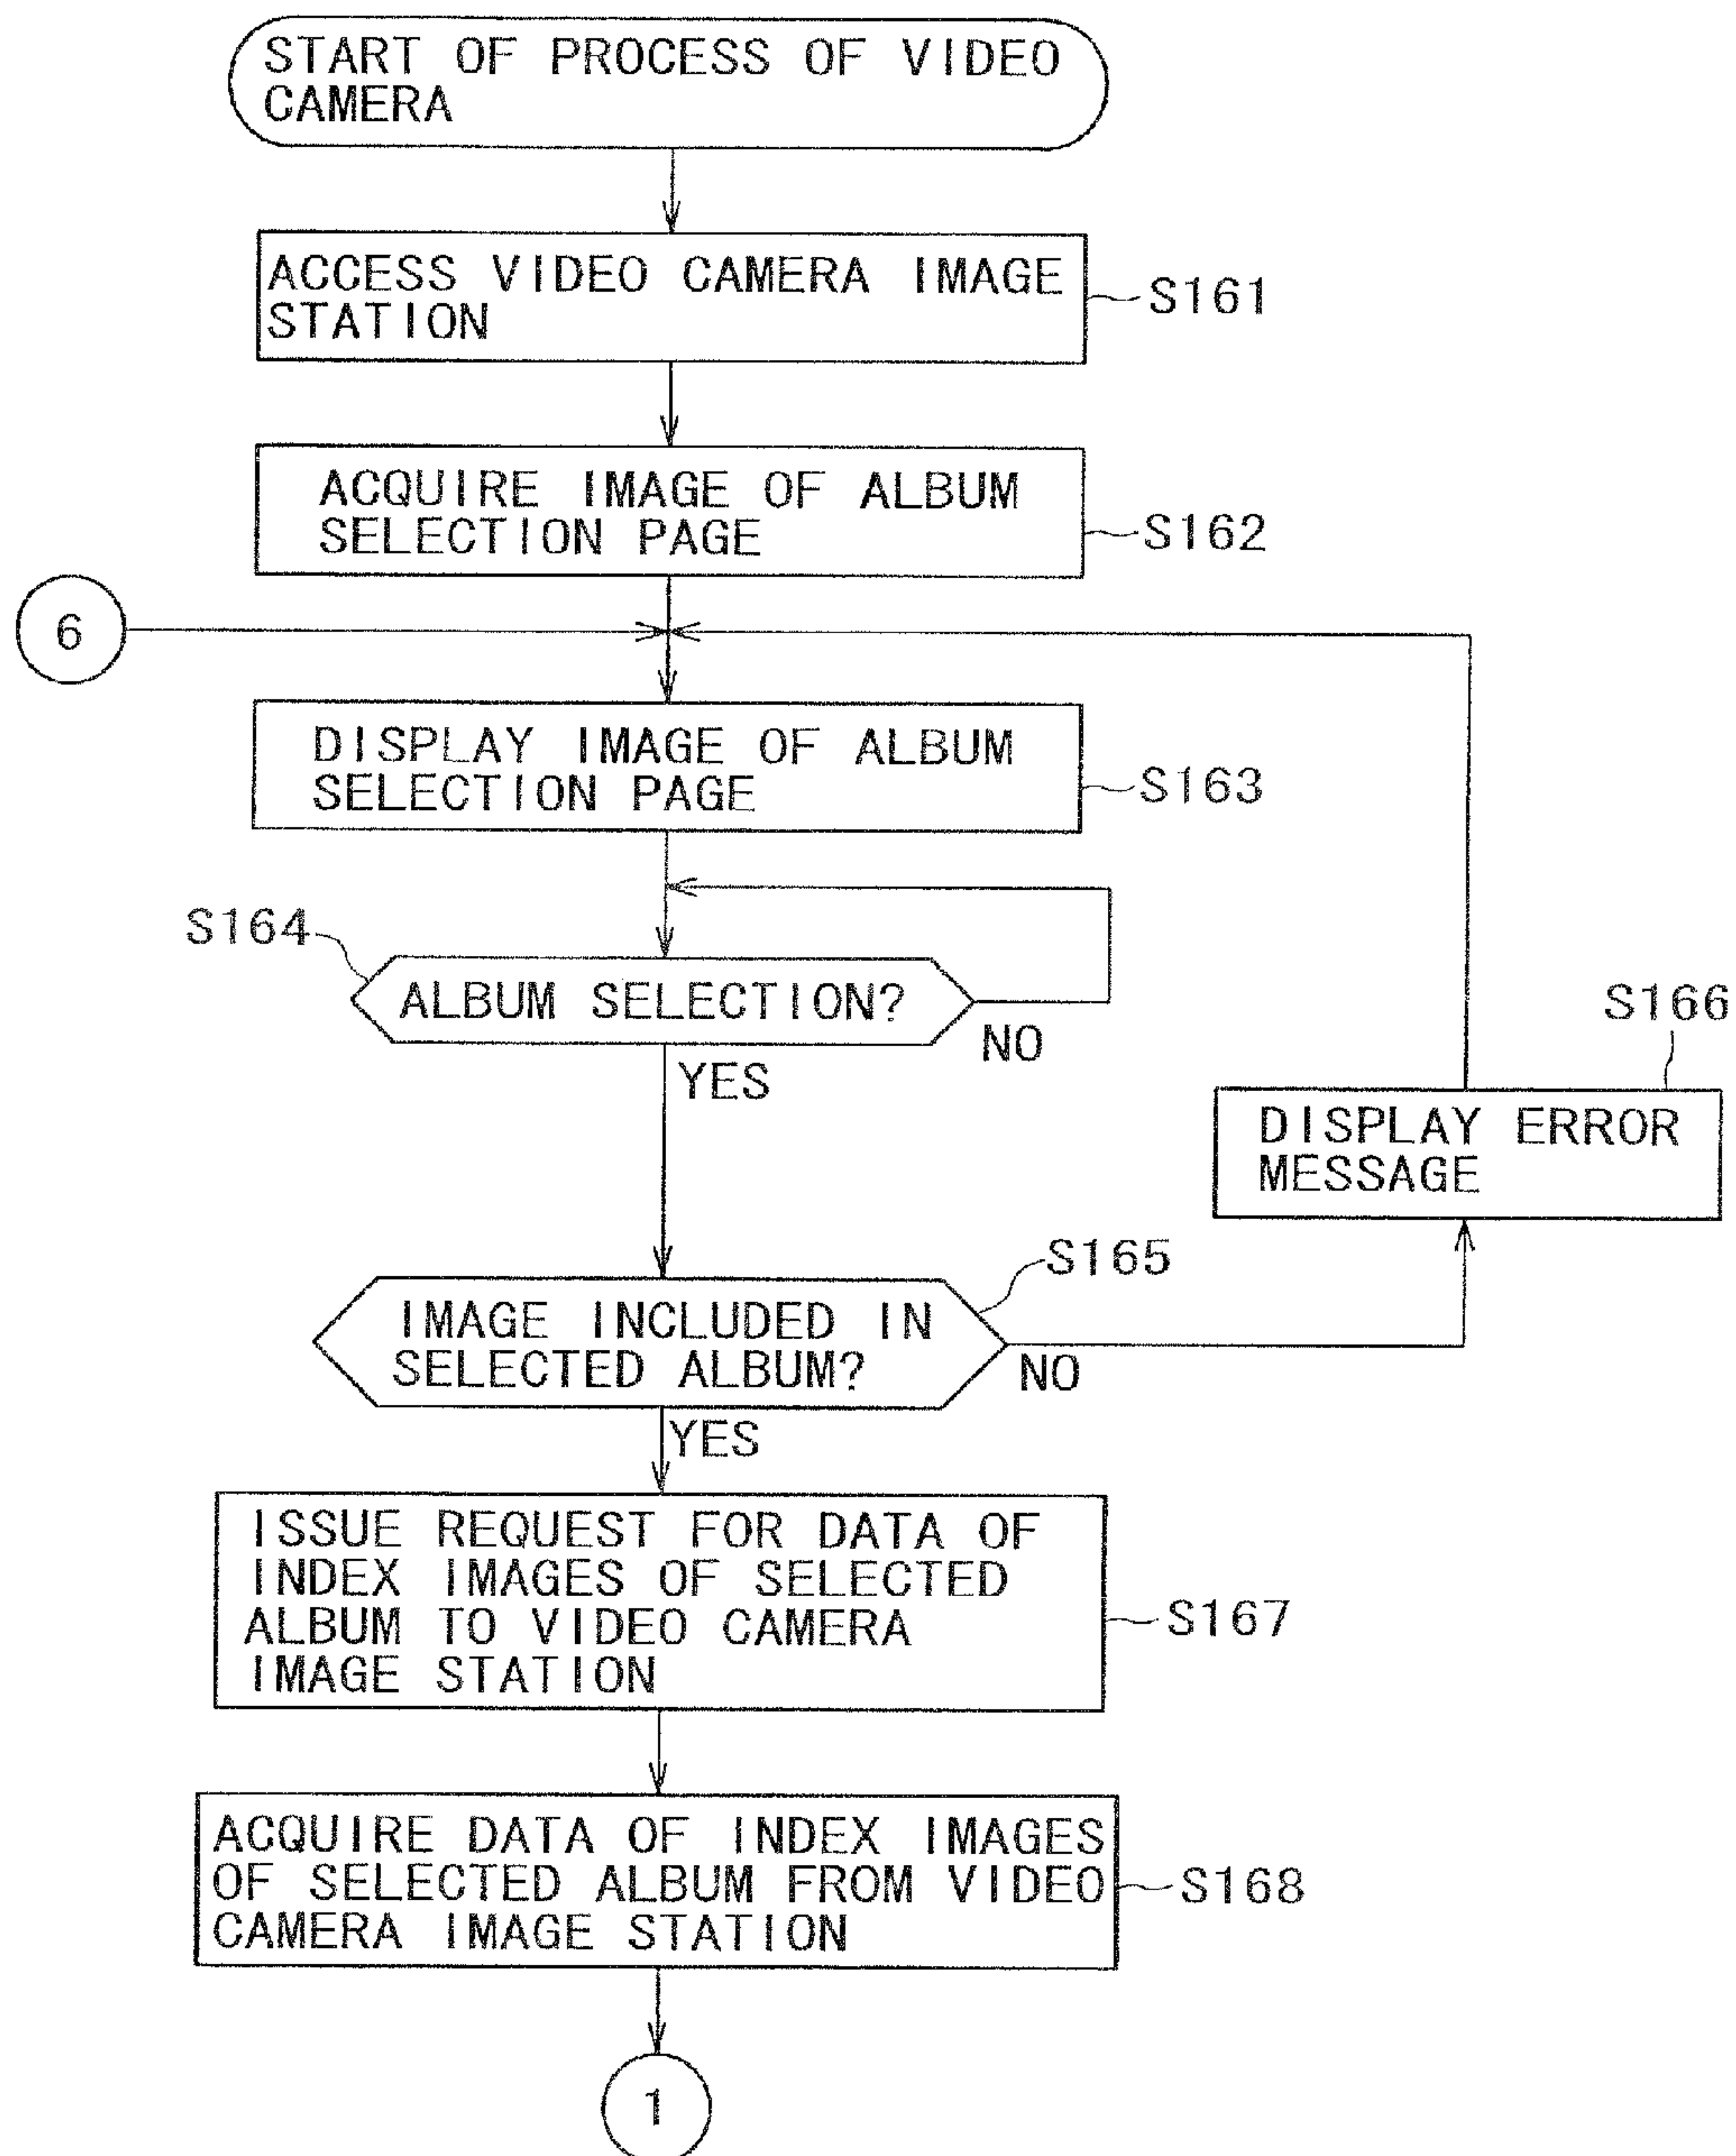 START OF PROCESS OF VIDEO
CAMERA
ACCESS VIDEO CAMERA IMAGE
STATION
S161
ACQUIRE IMAGE OF ALBUM
SELECTION PAGE
S162
6
DISPLAY IMAGE OF ALBUM
SELECTION PAGE
S163
S164
ALBUM SELECTION?
NO
YES
S166
DISPLAY ERROR
MESSAGE
S165
IMAGE INCLUDED IN
SELECTED ALBUM?
NO
YES
ISSUE REQUEST FOR DATA OF
INDEX IMAGES OF SELECTED
ALBUM TO VIDEO CAMERA
IMAGE STATION
S167
ACQUIRE DATA OF INDEX IMAGES
OF SELECTED ALBUM FROM VIDEO
CAMERA IMAGE STATION
S168
1